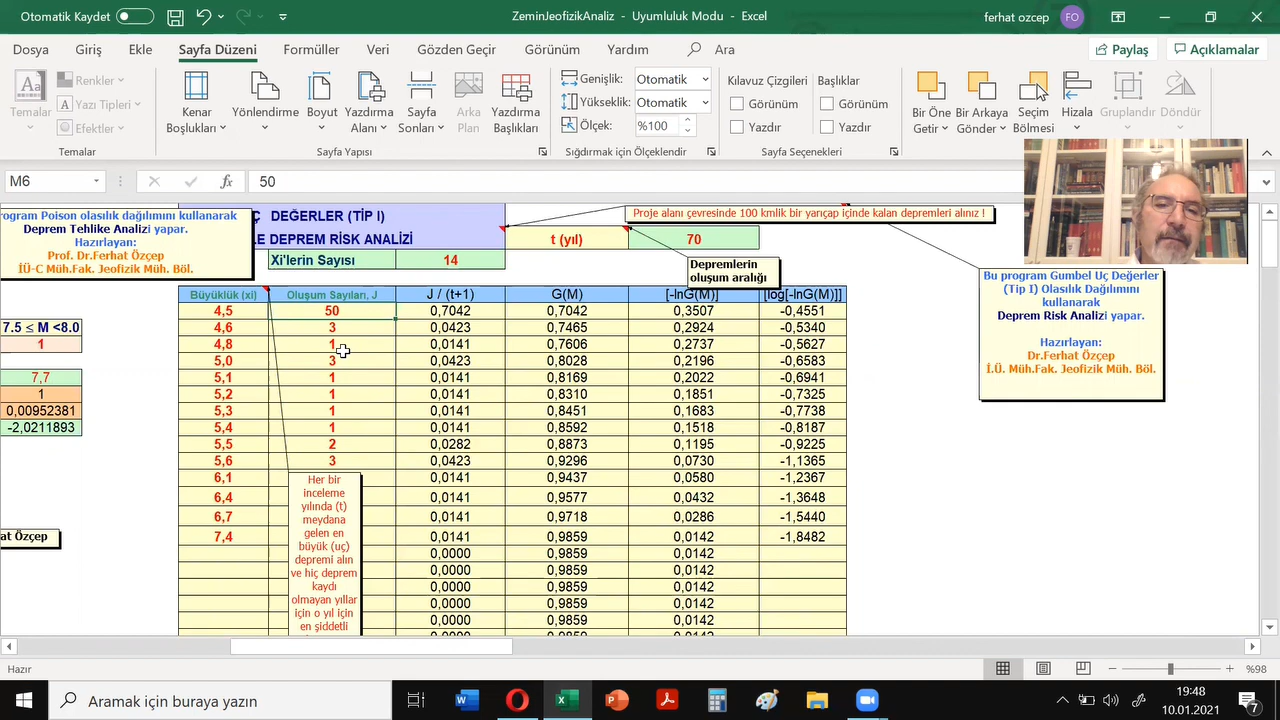 Otomatik Kaydet
ZeminJeofizikAnaliz - Uyumluluk Modu - Excel
ferhat ozcep
FO
Dosya Giriş Ekle Sayfa Düzeni Formüller Veri Gözden Geçir Görünüm Yardım Ara
Paylaş Açıklamalar
Temalar
Renkler
Yazı Tipleri
Efektler
Kenar Boşlukları
Yönlendirme
Boyut
Yazdırma Alanı
Sayfa Sonları
Arka Plan
Yazdırma Başlıkları
Genişlik: Otomatik
Yükseklik: Otomatik
Ölçek: %100
Kılavuz Çizgileri
Görünüm
Yazdır
Başlıklar
Görünüm
Yazdır
Bir Öne Getir
Bir Arkaya Gönder
Seçim Bölmesi
Hizala
Gruplandır
Döndür
Temalar
Sayfa Yapısı
Sığdırmak için Ölçeklendir
Sayfa Seçenekleri
M6
fx
50
rogram Poison olasılık dağılımını kullanarak
Deprem Tehlike Analizi yapar.
Hazırlayan:
Prof. Dr.Ferhat Özçep
İÜ-C Müh.Fak. Jeofizik Müh. Böl.
Ç DEĞERLER (TİP I)
LE DEPREM RİSK ANALİZİ
Xi'lerin Sayısı 14
t (yıl) 70
Proje alanı çevresinde 100 kmlik bir yarıçap içinde kalan depremleri alınız !
Depremlerin
oluşum aralığı
Bu program Gumbel Uç Değerler
(Tip I) Olasılık Dağılımını
kullanarak
Deprem Risk Analizi yapar.
Hazırlayan:
Dr.Ferhat Özçep
İ.Ü. Müh.Fak. Jeofizik Müh. Böl.
7.5 ≤ M <8.0
1
7,7
1
0,00952381
-2,0211893
hat Özçep
Büyüklük (xi) Oluşum Sayıları, J J / (t+1) G(M) [-lnG(M)] [log[-lnG(M)]]
4,5 50 0,7042 0,7042 0,3507 -0,4551
4,6 3 0,0423 0,7465 0,2924 -0,5340
4,8 1 0,0141 0,7606 0,2737 -0,5627
5,0 3 0,0423 0,8028 0,2196 -0,6583
5,1 1 0,0141 0,8169 0,2022 -0,6941
5,2 1 0,0141 0,8310 0,1851 -0,7325
5,3 1 0,0141 0,8451 0,1683 -0,7738
5,4 1 0,0141 0,8592 0,1518 -0,8187
5,5 2 0,0282 0,8873 0,1195 -0,9225
5,6 3 0,0423 0,9296 0,0730 -1,1365
6,1 0,0141 0,9437 0,0580 -1,2367
6,4 0,0141 0,9577 0,0432 -1,3648
6,7 0,0141 0,9718 0,0286 -1,5440
7,4 0,0141 0,9859 0,0142 -1,8482
0,0000 0,9859 0,0142
0,0000 0,9859 0,0142
0,0000 0,9859 0,0142
0,0000 0,9859 0,0142
0,0000 0,9859 0,0142
0,0000 0,9859 0,0142
Her bir
inceleme
yılında (t)
meydana
gelen en
büyük (uç)
depremi alın
ve hiç deprem
kaydı
olmayan yıllar
için o yıl için
en şiddetli
Hazır
%98
Aramak için buraya yazın
19:48
10.01.2021
7